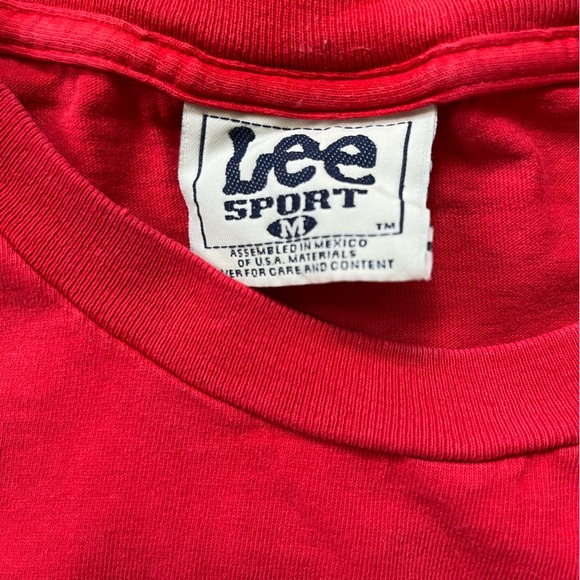 Lee
SPORT
M
TM
ASSEMBLED IN MEXICO
OF U.S.A. MATERIALS
FOR CARE AND CONTENT